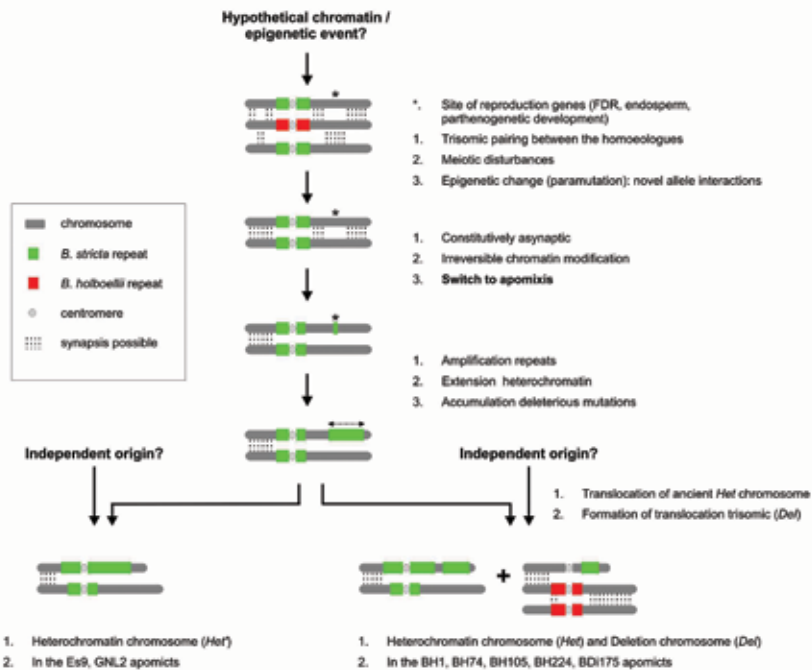 Hypothetical chromatin /
epigenetic event?
*
*. Site of reproduction genes (FDR, endosperm,
parthenogenetic development)
1. Trisomic pairing between the homoeologues
2. Meiotic disturbances
3. Epigenetic change (paramutation): novel allele interactions
chromosome
B. stricta repeat
B. holboellii repeat
centromere
synapsis possible
*
1. Constitutively asynaptic
2. Irreversible chromatin modification
3. Switch to apomixis
*
1. Amplification repeats
2. Extension heterochromatin
3. Accumulation deleterious mutations
Independent origin?
Independent origin?
1. Translocation of ancient Het chromosome
2. Formation of translocation trisomic (Del)
+
1. Heterochromatin chromosome (Het')
2. In the Es9, GNL2 apomicts
1. Heterochromatin chromosome (Het) and Deletion chromosome (Del)
2. In the BH1, BH74, BH105, BH224, BDI175 apomicts